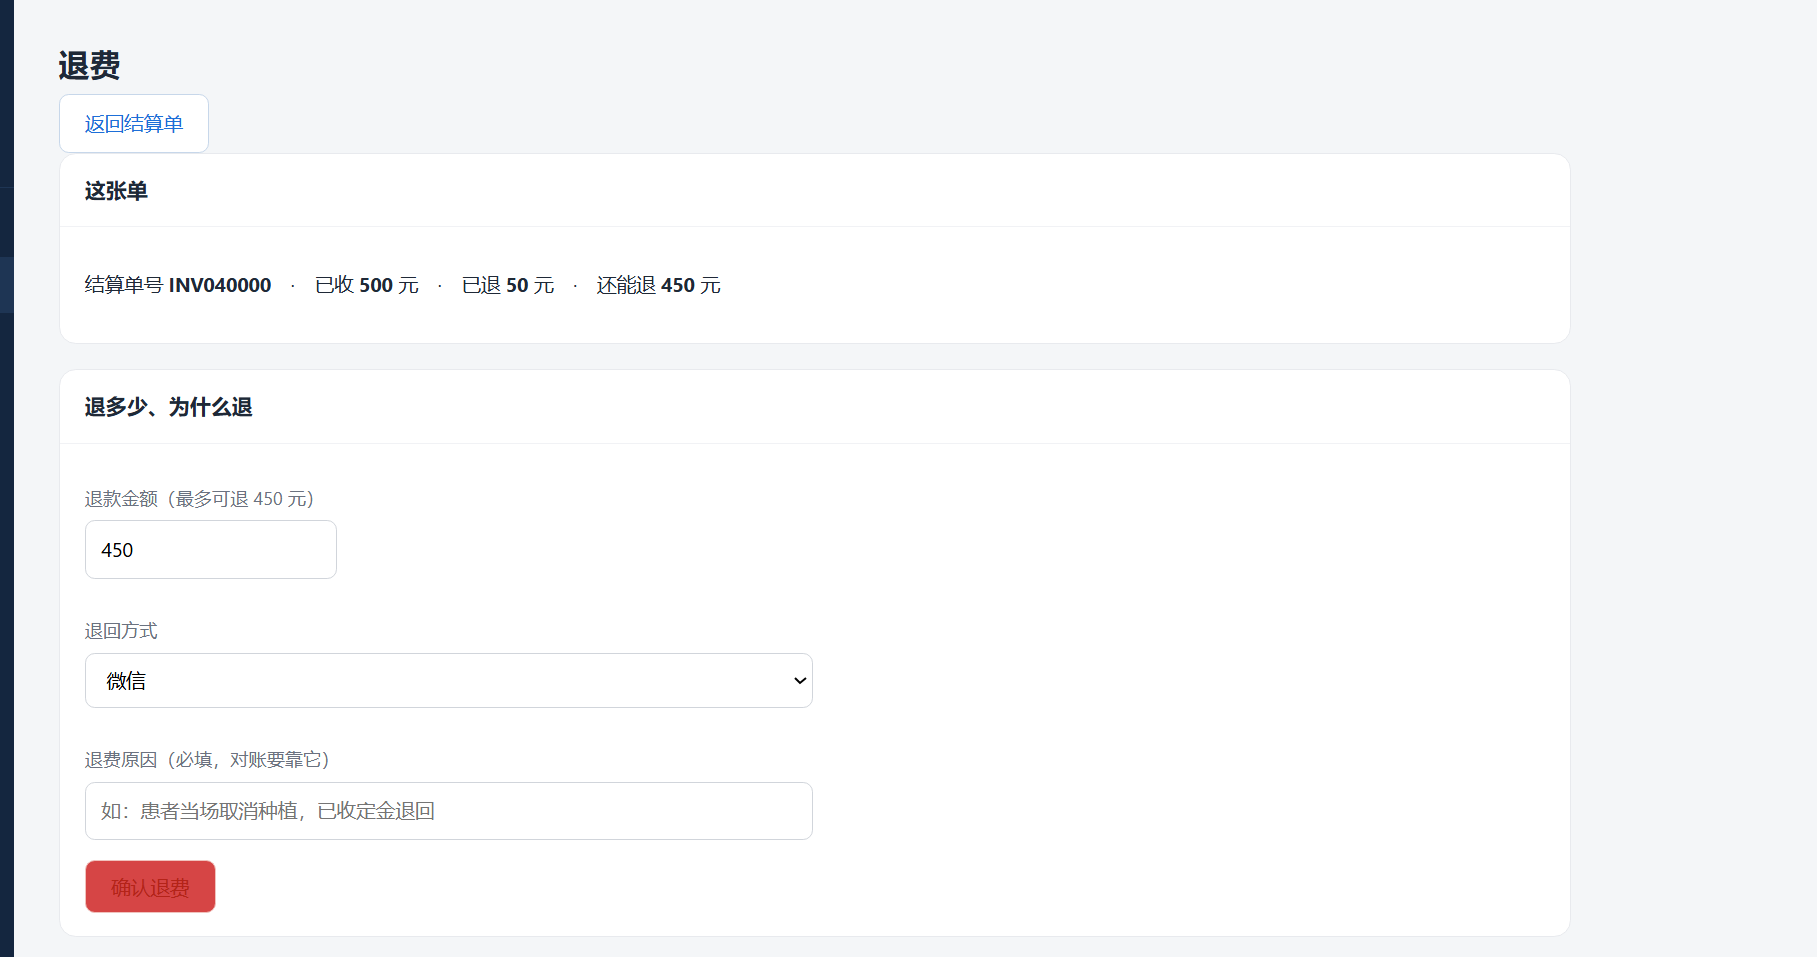 退费
返回结算单
这张单
结算单号 INV040000 · 已收 500 元 · 已退 50 元 · 还能退 450 元
退多少、为什么退
退款金额（最多可退 450 元）
450
退回方式
微信
退费原因（必填，对账要靠它）
如：患者当场取消种植，已收定金退回
确认退费